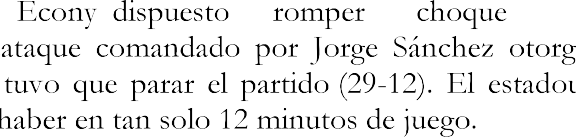 Econy dispuesto romper choque
ataque comandado por Jorge Sánchez otorg
tuvo que parar el partido (29-12). El estadou
haber en tan solo 12 minutos de juego.